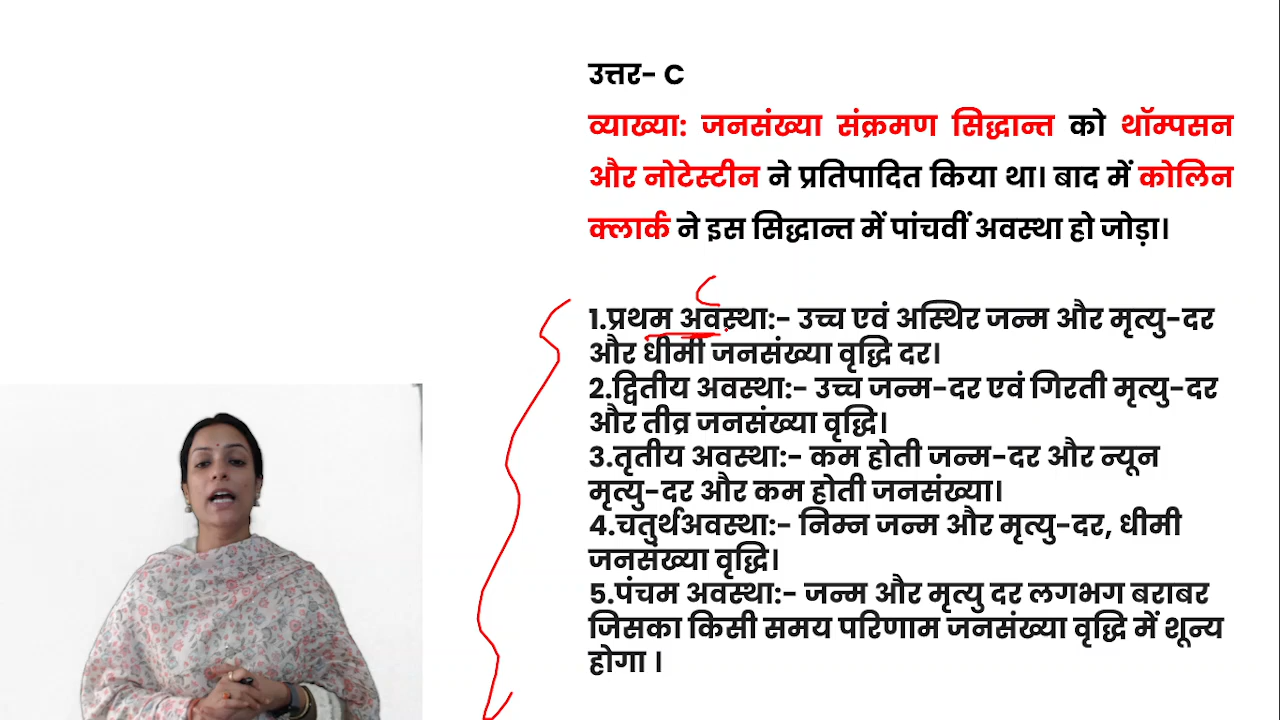 उत्तर- C
व्याख्या: जनसंख्या संक्रमण सिद्धान्त को थॉम्पसन
और नोटेस्टीन ने प्रतिपादित किया था। बाद में कोलिन
क्लार्क ने इस सिद्धान्त में पांचवीं अवस्था हो जोड़ा।
1.प्रथम अवस्था:- उच्च एवं अस्थिर जन्म और मृत्यु-दर
और धीमी जनसंख्या वृद्धि दर।
2.द्वितीय अवस्था:- उच्च जन्म-दर एवं गिरती मृत्यु-दर
और तीव्र जनसंख्या वृद्धि।
3.तृतीय अवस्था:- कम होती जन्म-दर और न्यून
मृत्यु-दर और कम होती जनसंख्या।
4.चतुर्थअवस्था:- निम्न जन्म और मृत्यु-दर, धीमी
जनसंख्या वृद्धि।
5.पंचम अवस्था:- जन्म और मृत्यु दर लगभग बराबर
जिसका किसी समय परिणाम जनसंख्या वृद्धि में शून्य
होगा ।